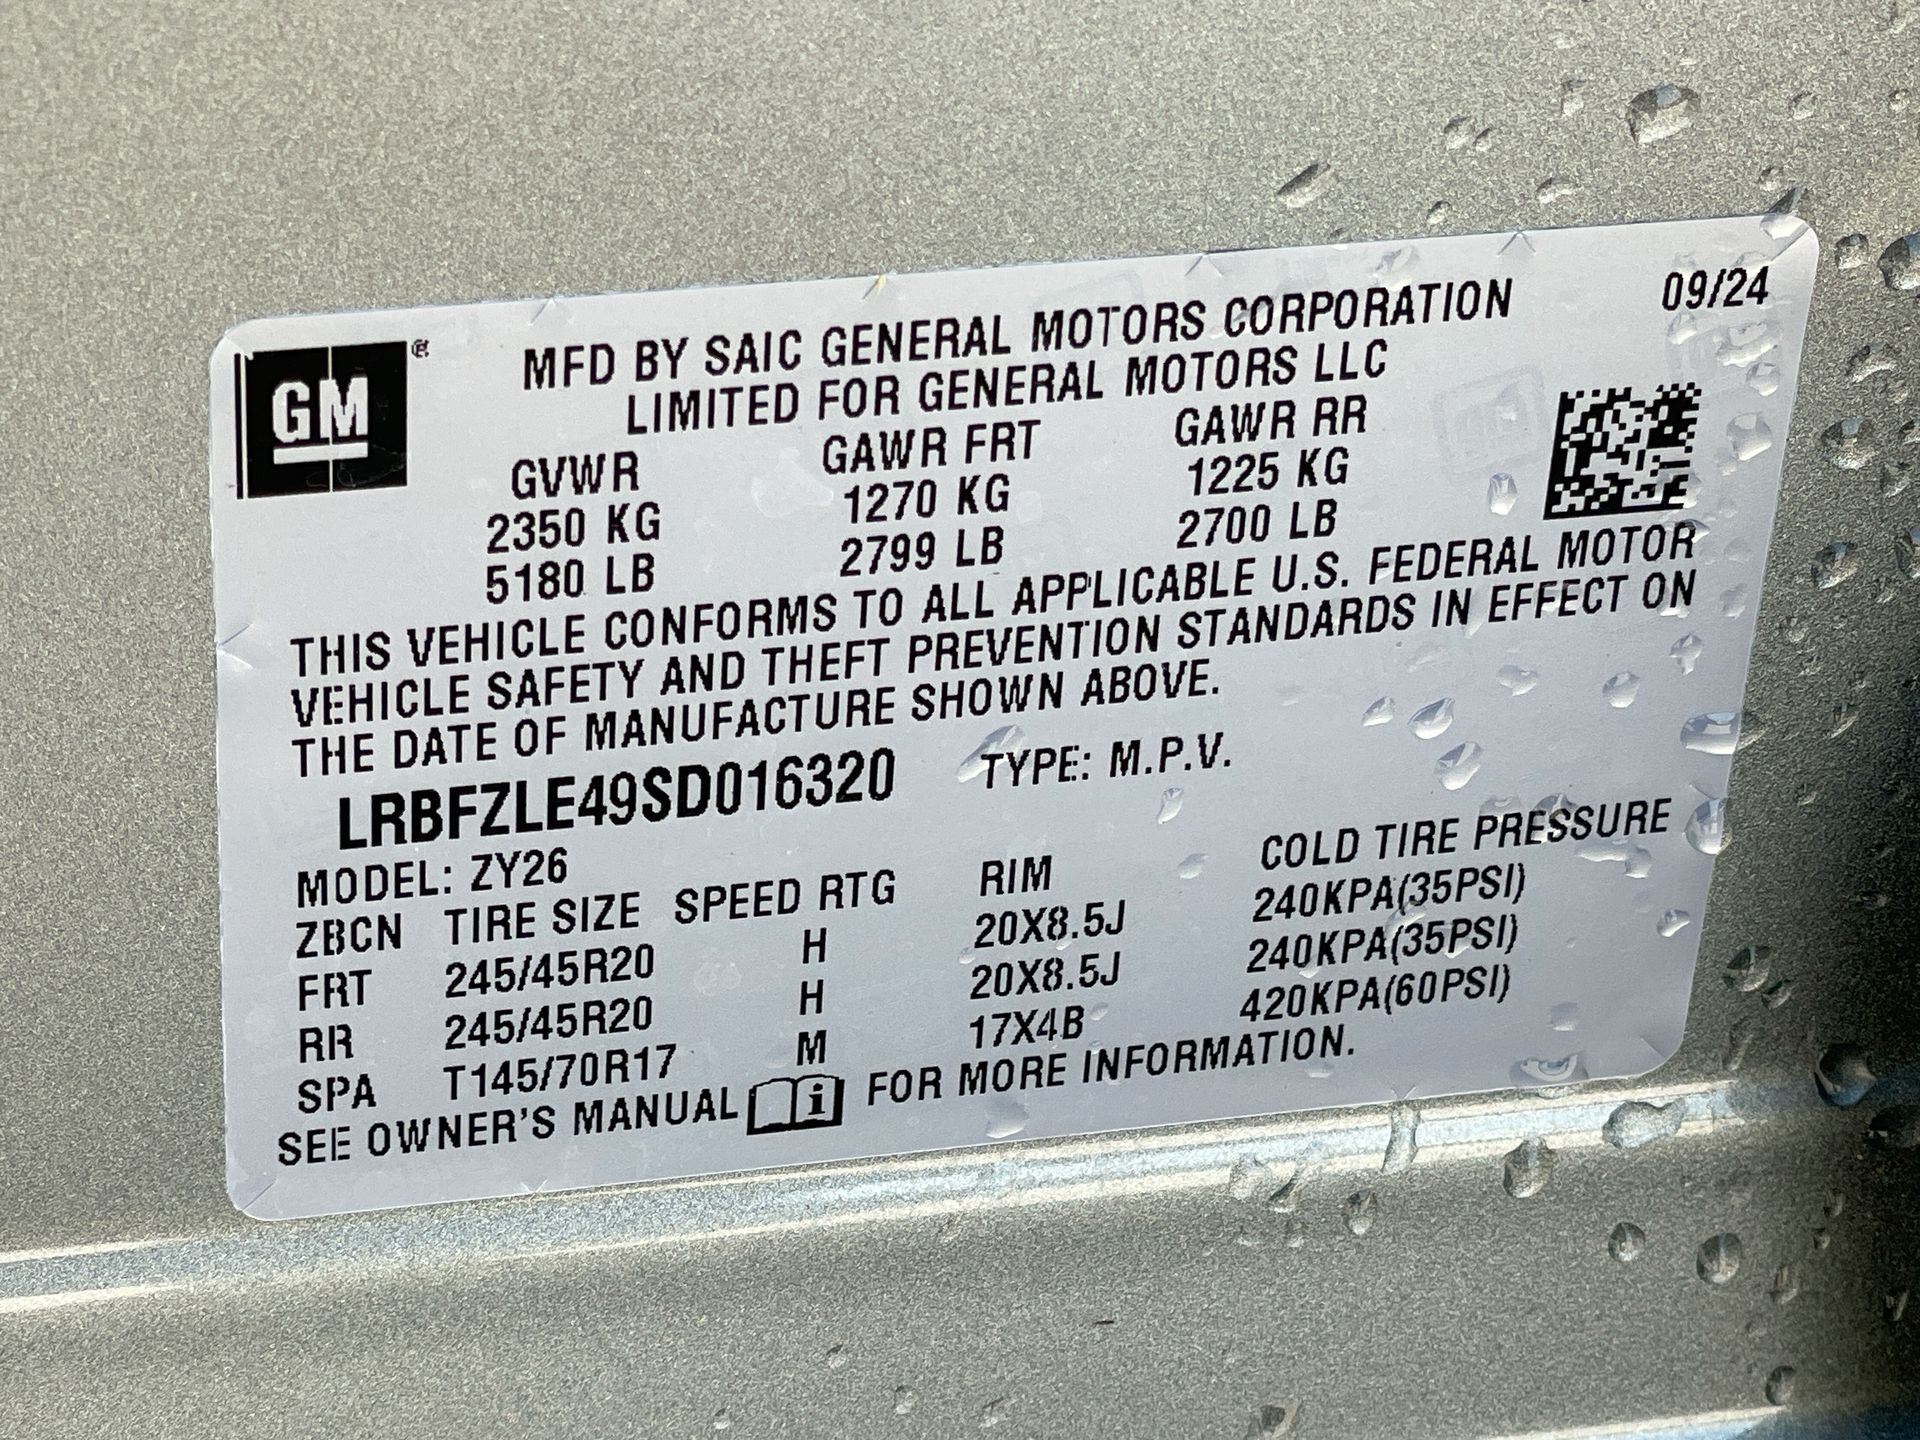 GM®
MFD BY SAIC GENERAL MOTORS CORPORATION 09/24
LIMITED FOR GENERAL MOTORS LLC
GVWR GAWR FRT GAWR RR
2350 KG 1270 KG 1225 KG
5180 LB 2799 LB 2700 LB
THIS VEHICLE CONFORMS TO ALL APPLICABLE U.S. FEDERAL MOTOR
VEHICLE SAFETY AND THEFT PREVENTION STANDARDS IN EFFECT ON
THE DATE OF MANUFACTURE SHOWN ABOVE.
LRBFZLE49SD016320 TYPE: M.P.V.
MODEL: ZY26
ZBCN TIRE SIZE SPEED RTG RIM COLD TIRE PRESSURE
FRT 245/45R20 H 20X8.5J 240KPA(35PSI)
RR 245/45R20 H 20X8.5J 240KPA(35PSI)
SPA T145/70R17 M 17X4B 420KPA(60PSI)
SEE OWNER'S MANUAL i FOR MORE INFORMATION.